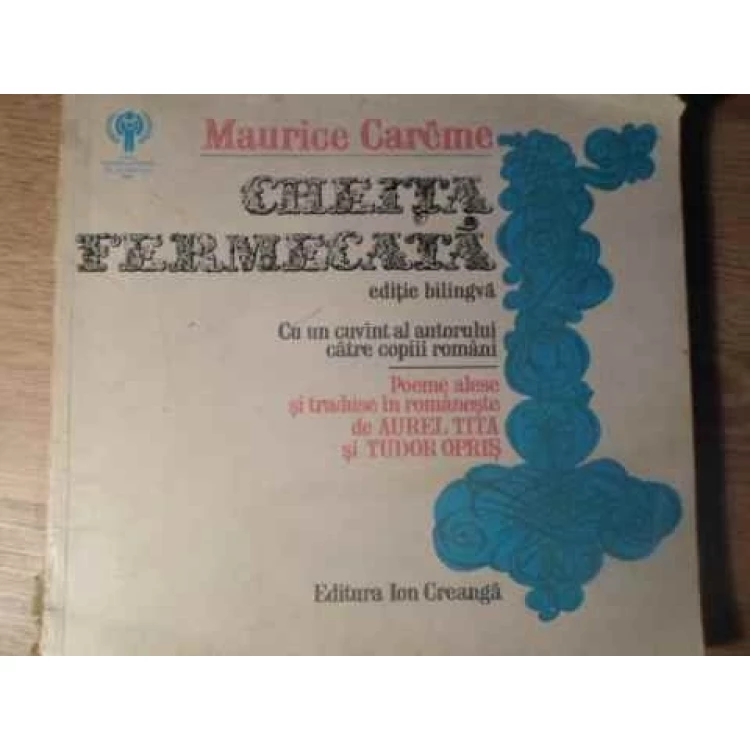 Maurice Carême
CHEIȚA
FERMECATĂ
ediție bilingvă
Cu un cuvînt al autorului
către copiii români
Poeme alese
și traduse în românește
de AUREL TITA
și TUDOR OPRIȘ
Editura Ion Creangă